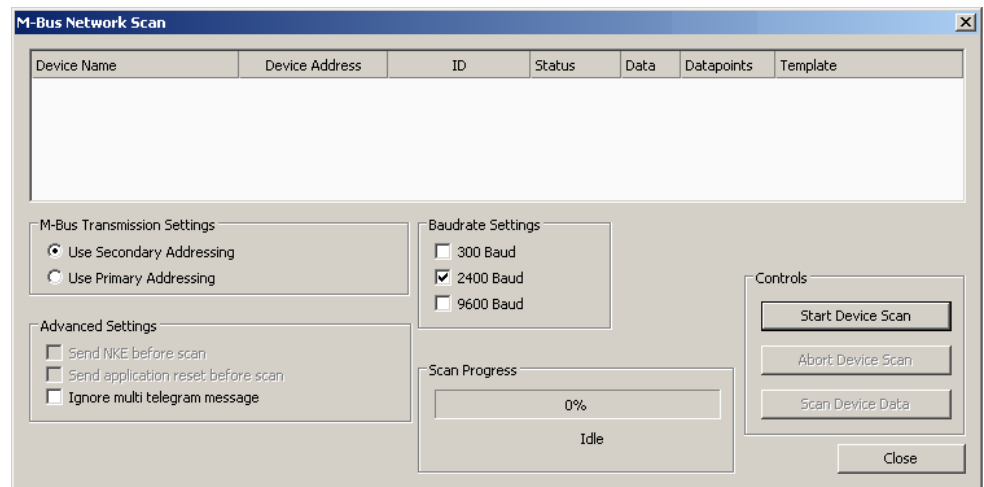 M-Bus Network Scan
Device Name Device Address ID Status Data Datapoints Template
M-Bus Transmission Settings
Use Secondary Addressing
Use Primary Addressing
Baudrate Settings
300 Baud
2400 Baud
9600 Baud
Advanced Settings
Send NKE before scan
Send application reset before scan
Ignore multi telegram message
Scan Progress
0%
Idle
Controls
Start Device Scan
Abort Device Scan
Scan Device Data
Close